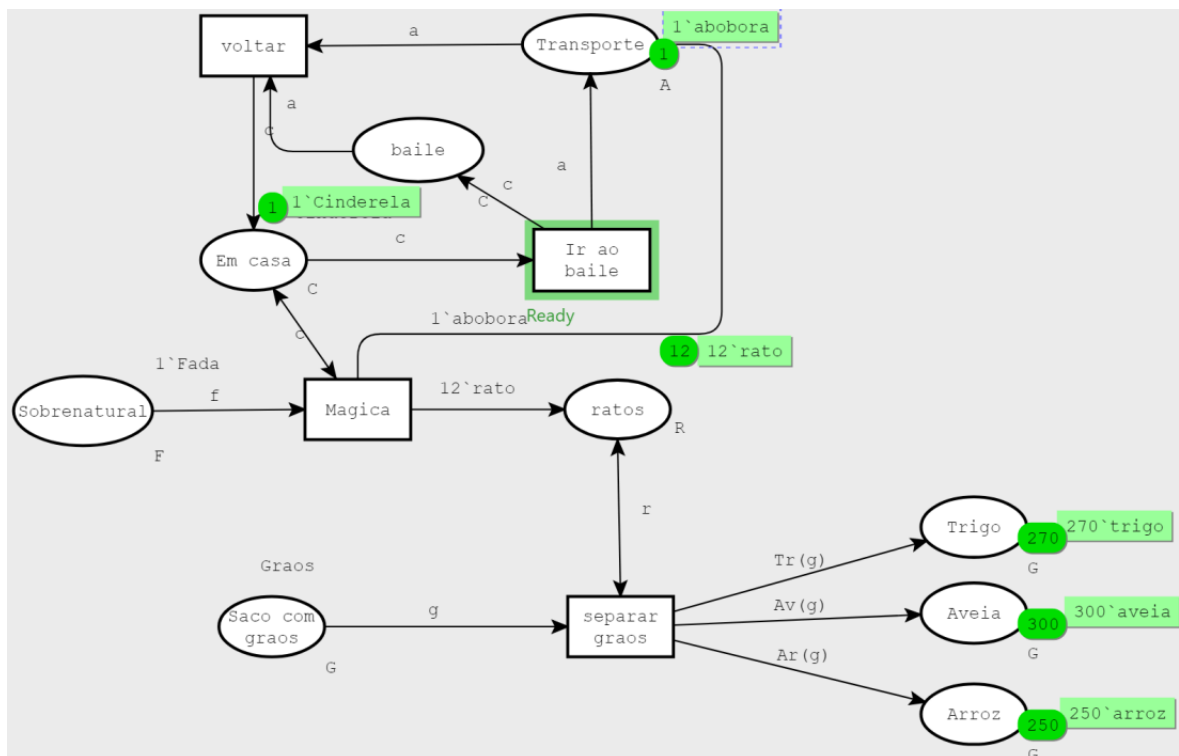 1`abobora
voltar
a
Transporte
1
A
a
c
baile
c
C
a
1
1`Cinderela
Em casa
C
c
Ir ao
baile
Ready
1`abobora
c
12
12`rato
1`Fada
Sobrenatural
f
F
Magica
12`rato
ratos
R
r
Trigo
270
270`trigo
G
Tr(g)
Graos
Saco com
graos
g
G
separar
graos
Av(g)
Aveia
300
300`aveia
G
Ar(g)
Arroz
250
250`arroz
G